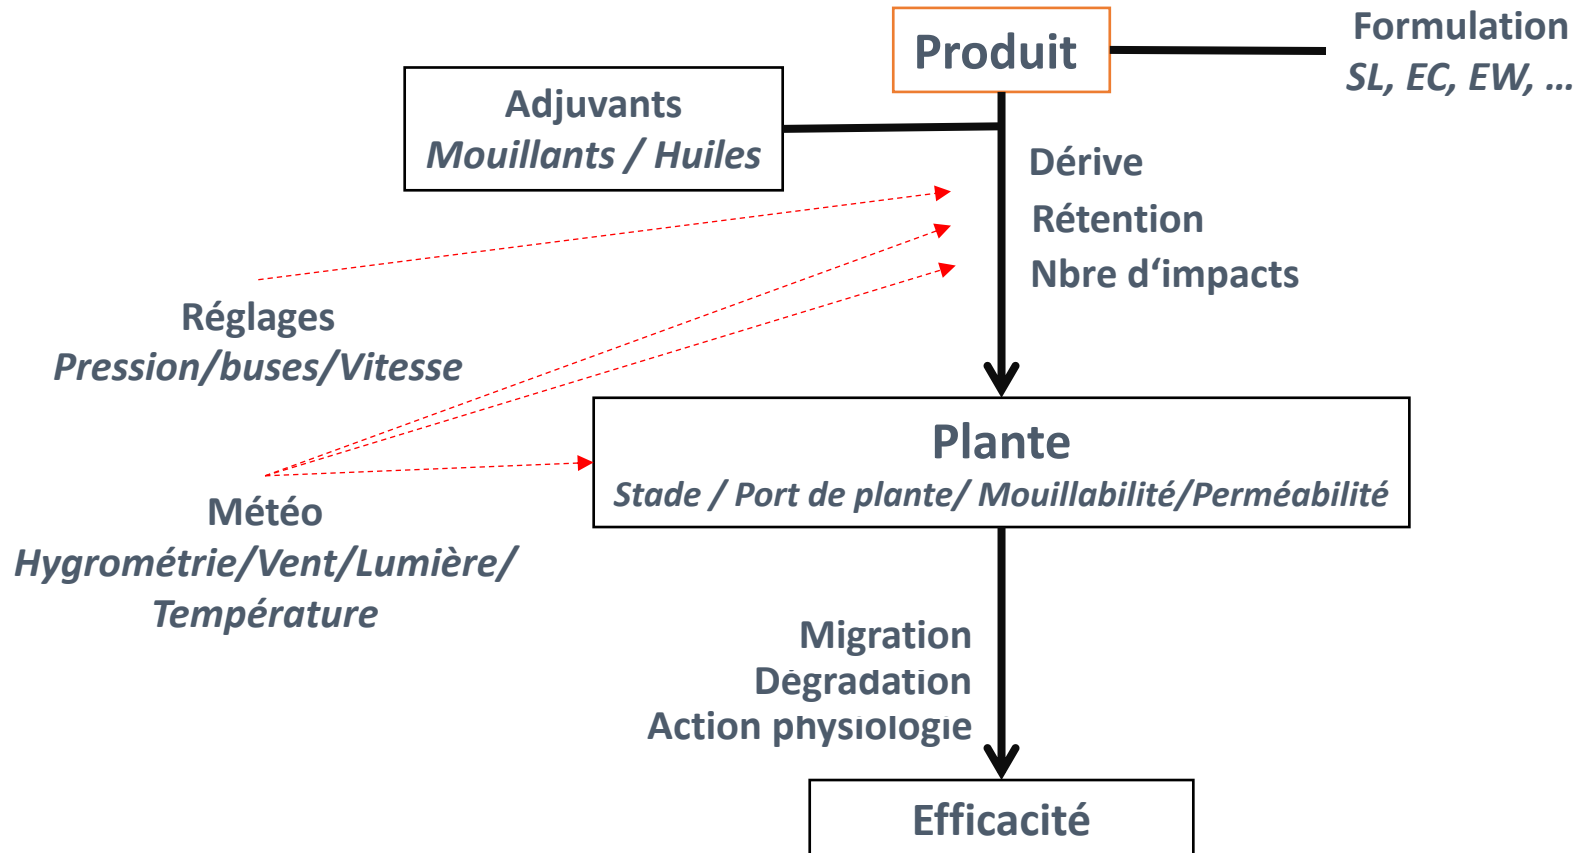 Produit
Formulation
SL, EC, EW, ...
Adjuvants
Mouillants / Huiles
Dérive
Rétention
Nbre d‘impacts
Réglages
Pression/buses/Vitesse
Plante
Stade / Port de plante/ Mouillabilité/Perméabilité
Météo
Hygrométrie/Vent/Lumière/
Température
Migration
Dégradation
Action physiologie
Efficacité